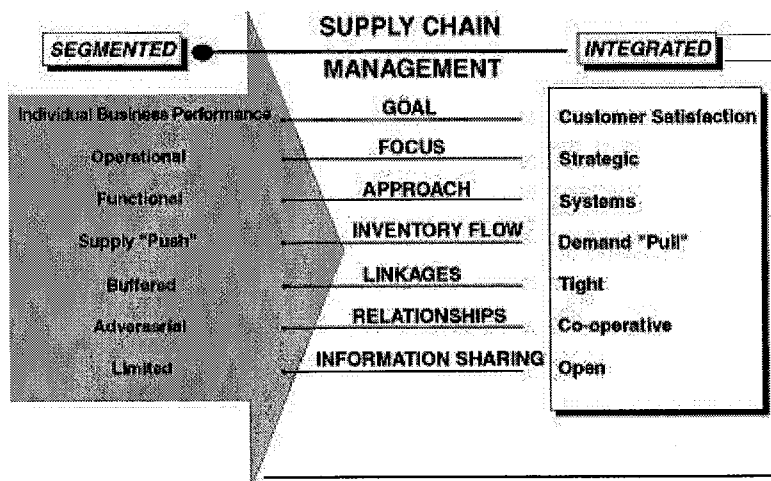 SUPPLY CHAIN
SEGMENTED INTEGRATED
MANAGEMENT
Individual Business Performance GOAL Customer Satisfaction
Operational FOCUS Strategic
Functional APPROACH Systems
Supply "Push" INVENTORY FLOW Demand "Pull"
Buffered LINKAGES Tight
Adversarial RELATIONSHIPS Co-operative
Limited INFORMATION SHARING Open